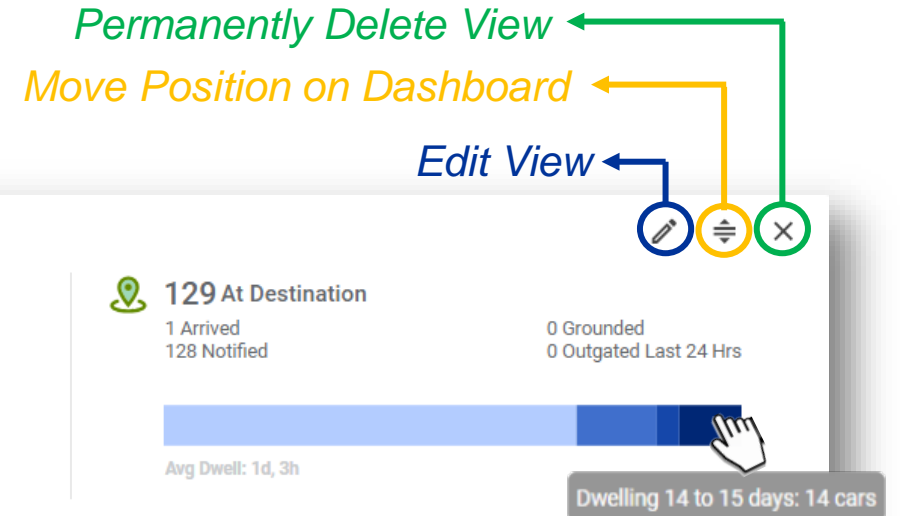 Permanently Delete View
Move Position on Dashboard
Edit View
129 At Destination
1 Arrived
0 Grounded
128 Notified
0 Outgated Last 24 Hrs
Avg Dwell: 1d, 3h
Dwelling 14 to 15 days: 14 cars